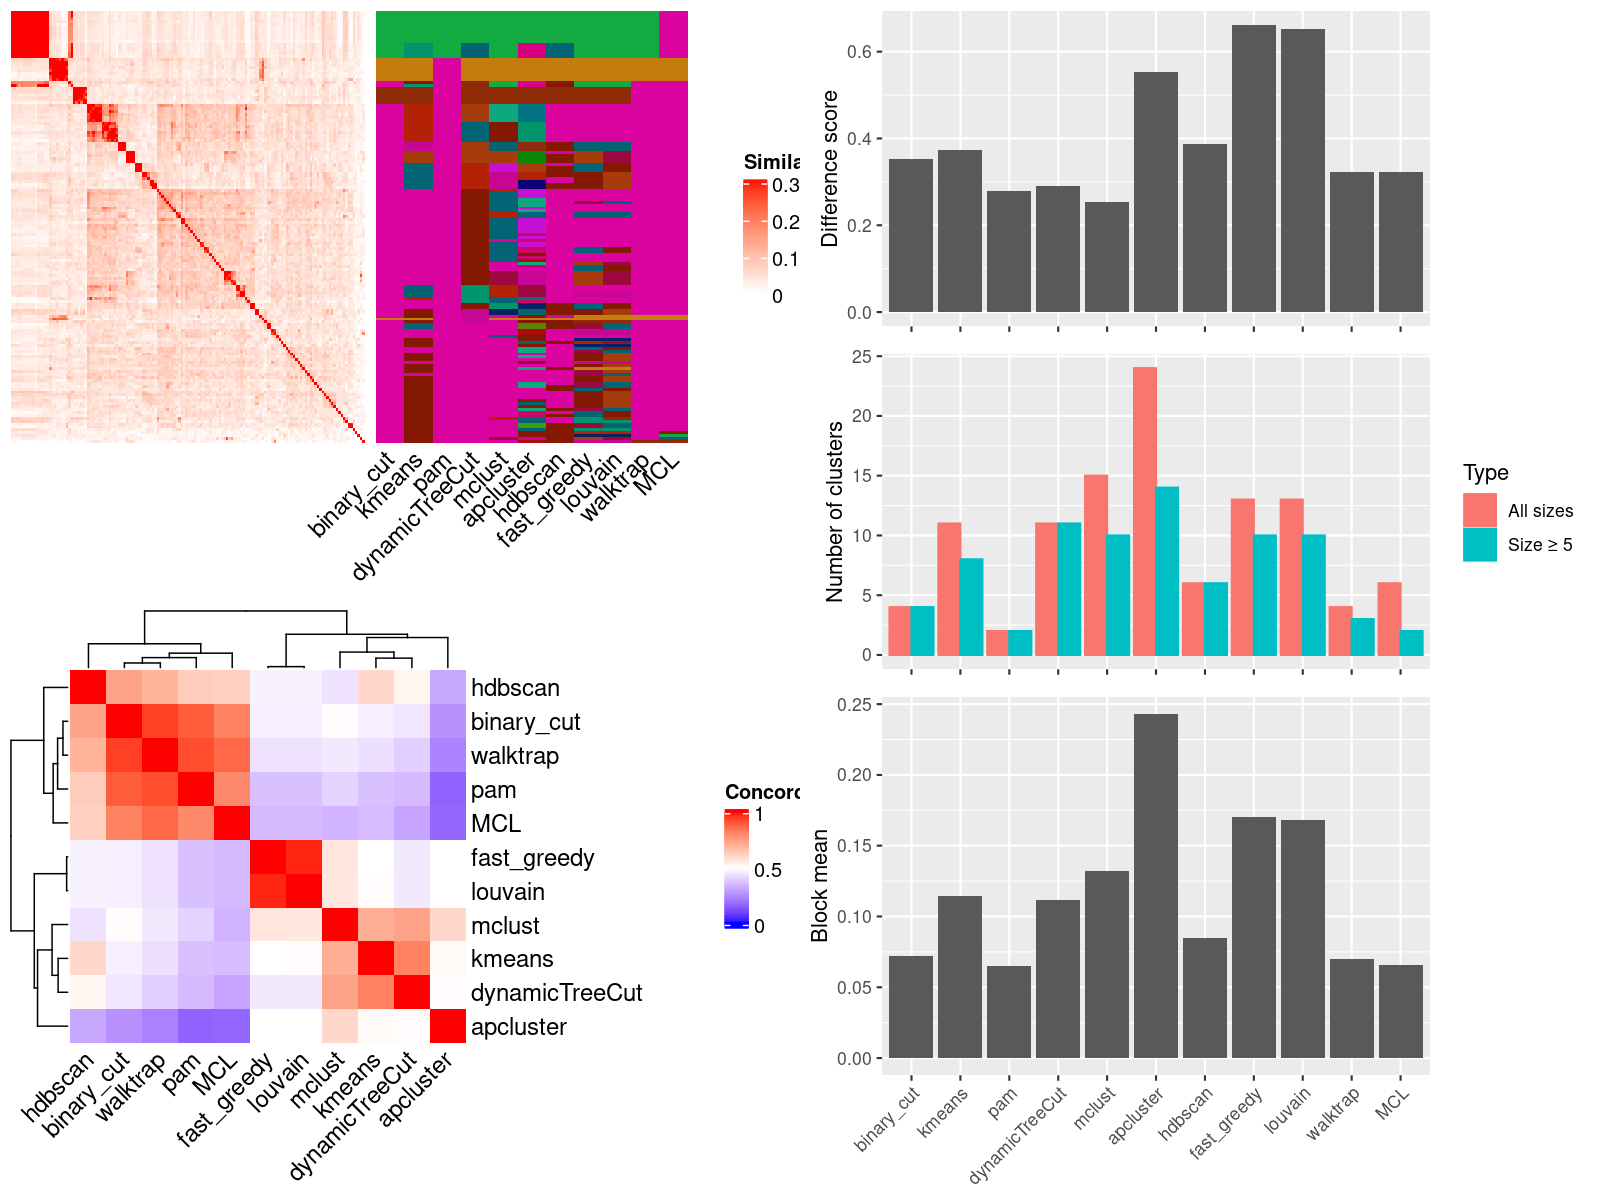 Simila
0.3
0.2
0.1
0
binary_cut
kmeans
pam
dynamicTreeCut
mclust
apcluster
hdbscan
fast_greedy
louvain
walktrap
MCL
hdbscan
binary_cut
walktrap
pam
MCL
fast_greedy
louvain
mclust
kmeans
dynamicTreeCut
apcluster
hdbscan
binary_cut
walktrap
pam
MCL
fast_greedy
louvain
mclust
kmeans
dynamicTreeCut
apcluster
Concord
1
0.5
0
Difference score
0.6
0.4
0.2
0.0
Number of clusters
25
20
15
10
5
0
Type
All sizes
Size ≥ 5
Block mean
0.25
0.20
0.15
0.10
0.05
0.00
binary_cut
kmeans
pam
dynamicTreeCut
mclust
apcluster
hdbscan
fast_greedy
louvain
walktrap
MCL